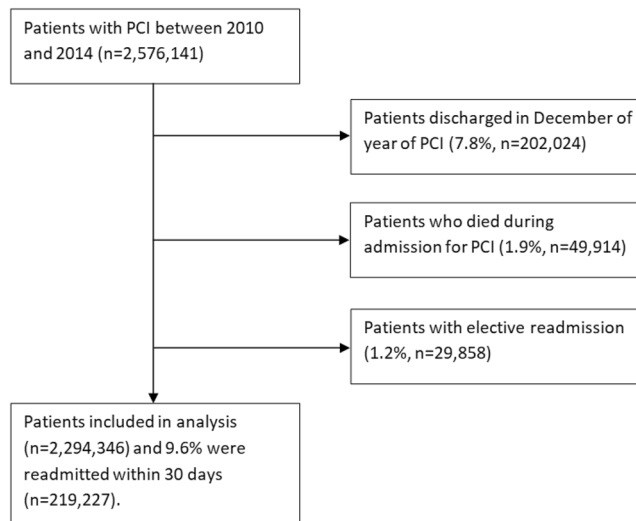 Patients with PCI between 2010
and 2014 (n=2,576,141)
Patients discharged in December of
year of PCI (7.8%, n=202,024)
Patients who died during
admission for PCI (1.9%, n=49,914)
Patients with elective readmission
(1.2%, n=29,858)
Patients included in analysis
(n=2,294,346) and 9.6% were
readmitted within 30 days
(n=219,227).